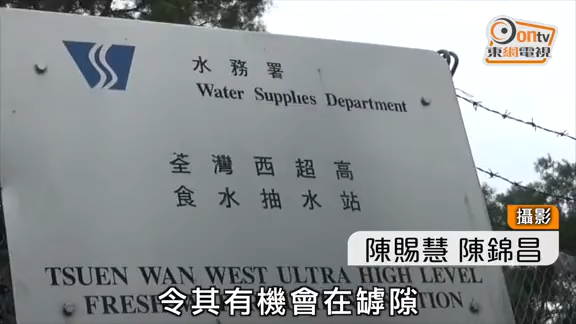 ontv
東網電視
水務署
Water Supplies Department
荃灣西超高
食水抽水站
攝影
陳賜慧 陳錦昌
TSUEN WAN WEST ULTRA HIGH LEVEL
令其有機會在罅隙